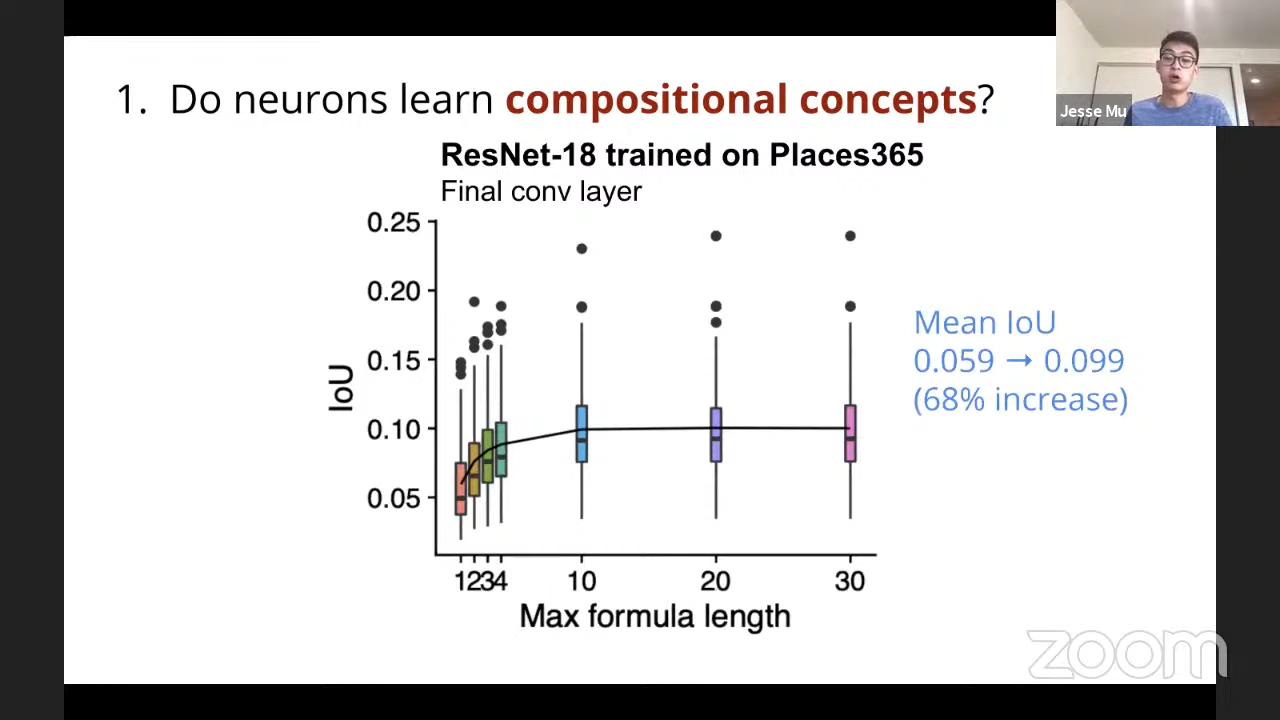 1. Do neurons learn compositional concepts?
Jesse Mu
ResNet-18 trained on Places365
Final conv layer
0.25
0.20
0.15
0.10
0.05
IoU
1234 10 20 30
Max formula length
Mean IoU
0.059 → 0.099
(68% increase)
zoom